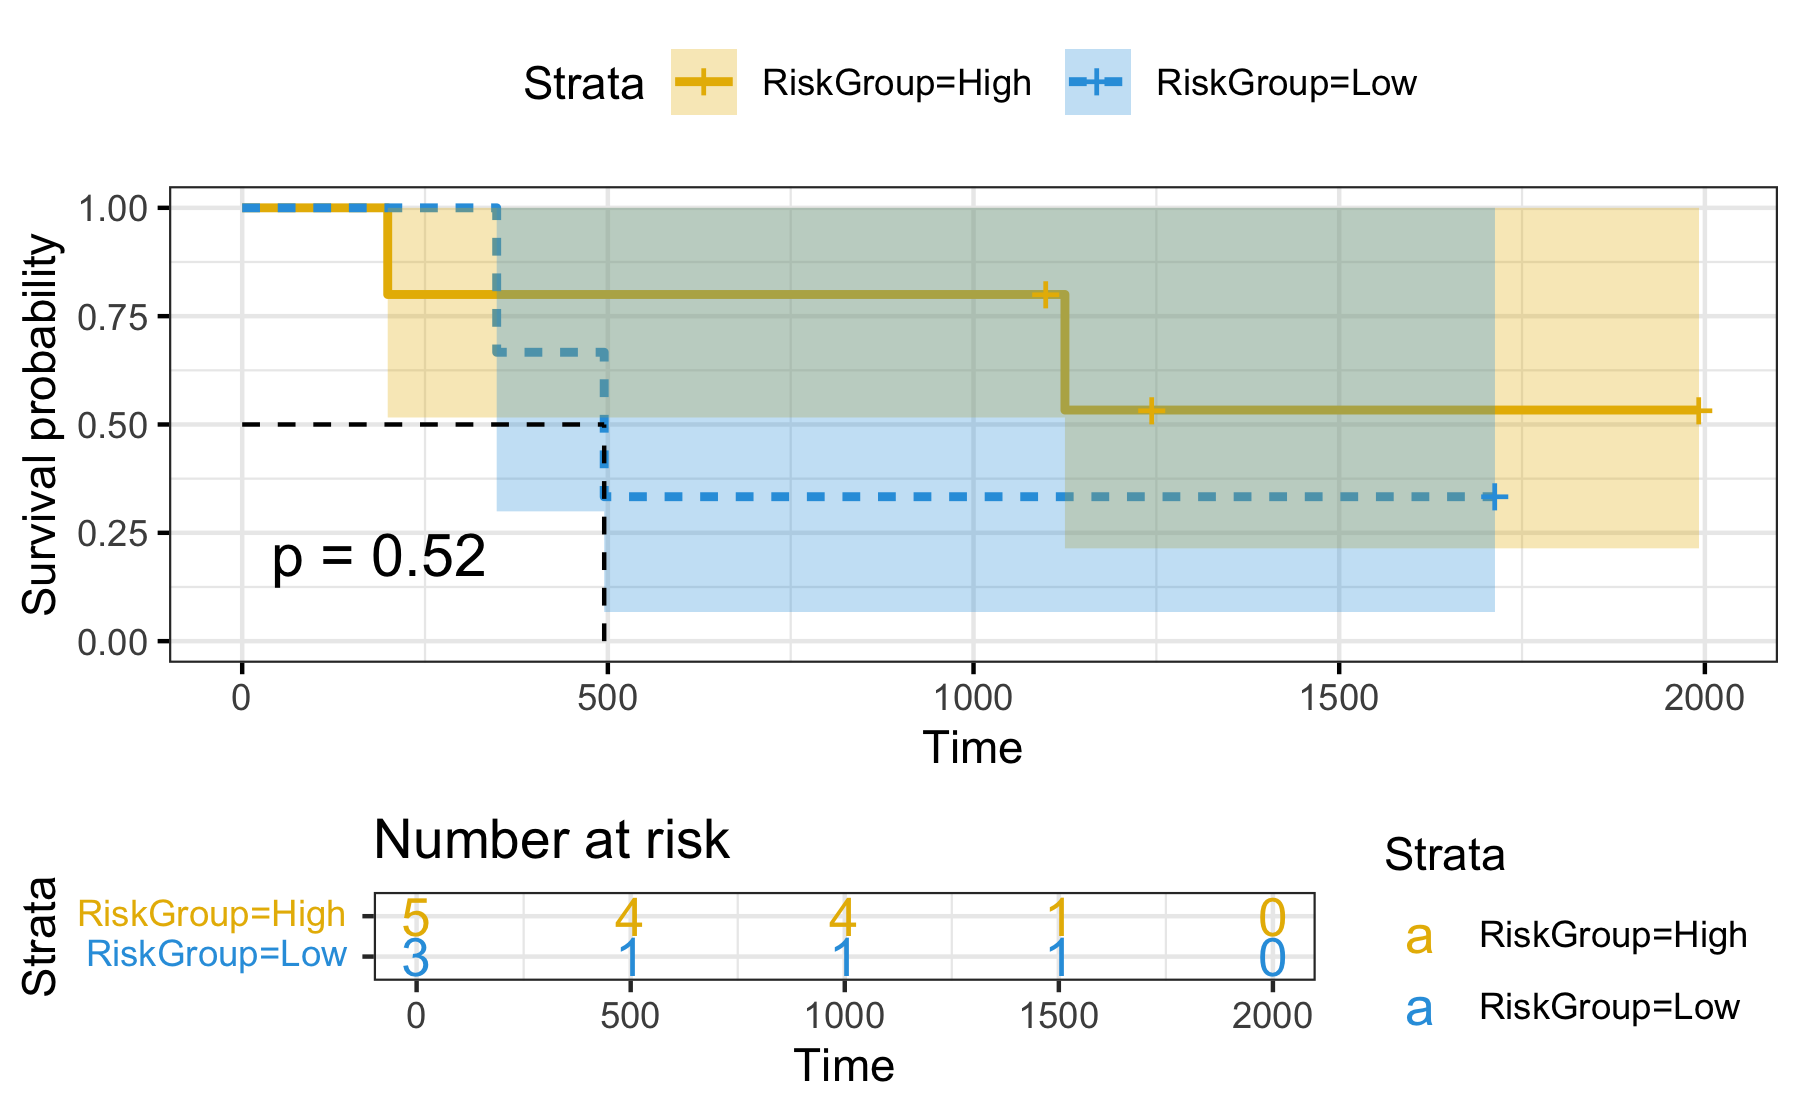 Strata RiskGroup=High RiskGroup=Low
Survival probability
1.00
0.75
0.50
0.25
0.00
p = 0.52
0 500 1000 1500 2000
Time
Number at risk
Strata
RiskGroup=High 5 4 4 1 0
RiskGroup=Low 3 1 1 1 0
0 500 1000 1500 2000
Time
Strata
a RiskGroup=High
a RiskGroup=Low